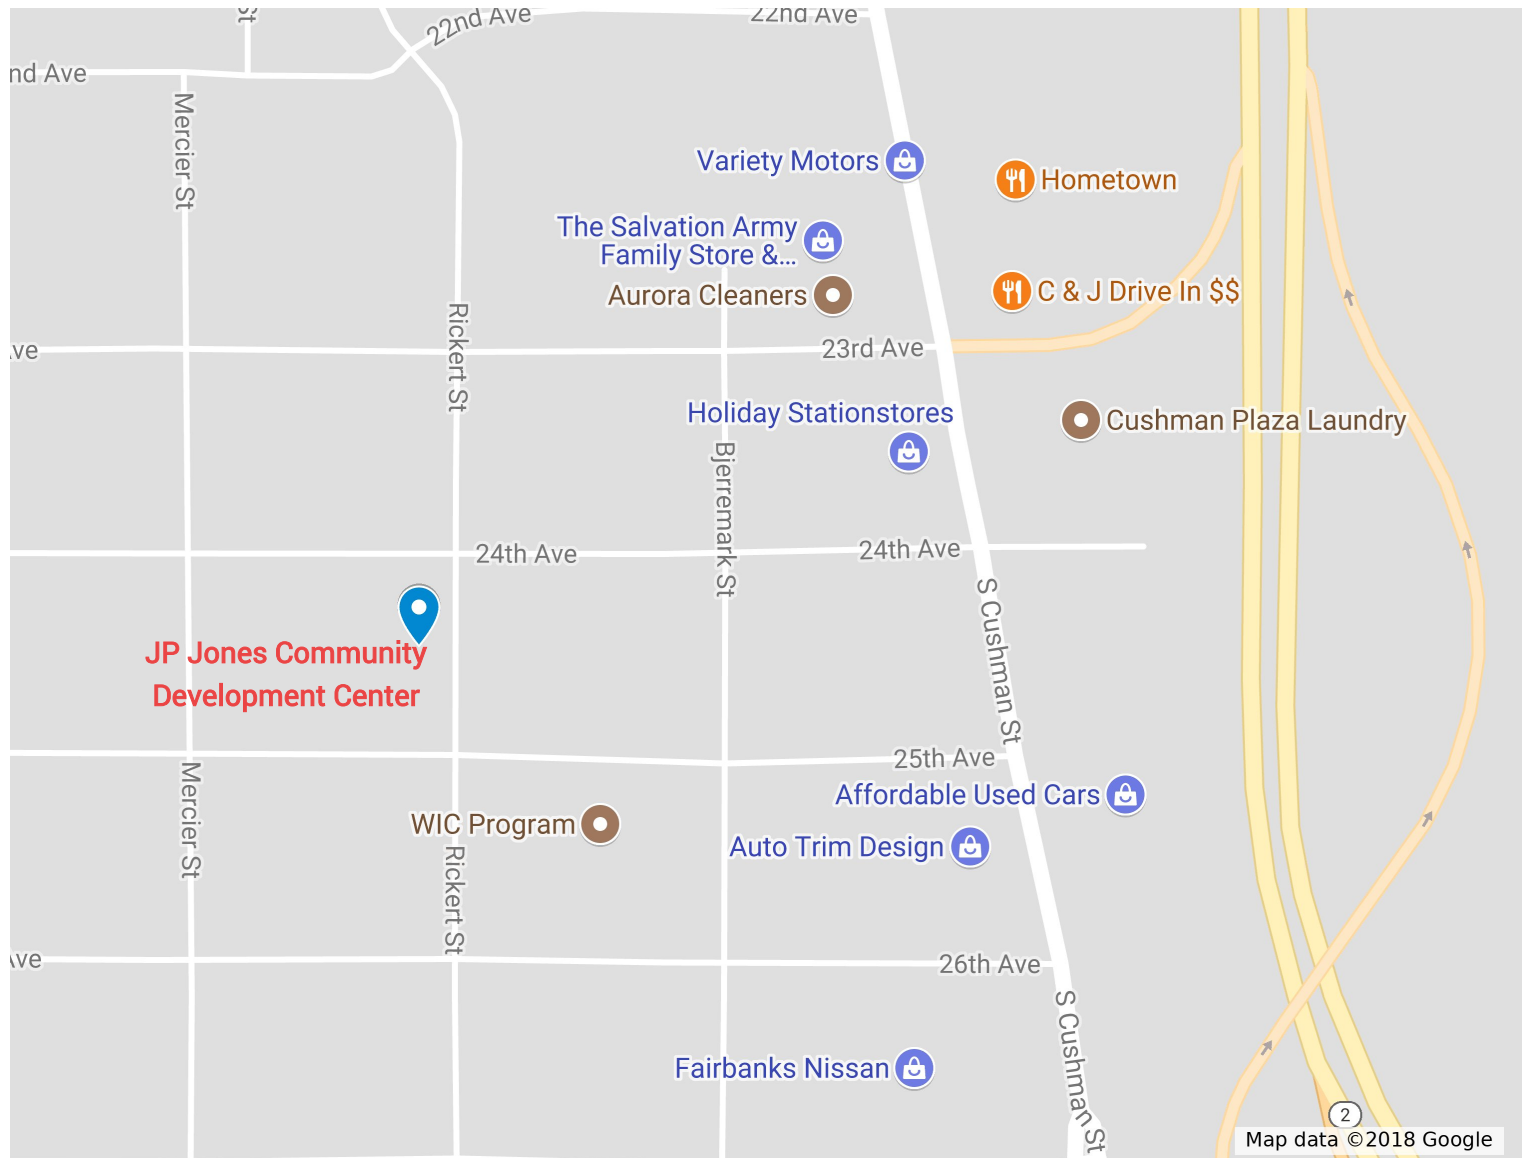 St
22nd Ave
22nd Ave
nd Ave
Mercier St
Variety Motors
Hometown
The Salvation Army
Family Store &...
Aurora Cleaners
C & J Drive In $$
Rickert St
ve
23rd Ave
Holiday Stationstores
Cushman Plaza Laundry
Bjerremark St
24th Ave
24th Ave
S Cushman St
JP Jones Community
Development Center
25th Ave
Mercier St
Affordable Used Cars
WIC Program
Auto Trim Design
Rickert St
Ave
26th Ave
S Cushman St
Fairbanks Nissan
2
Map data ©2018 Google